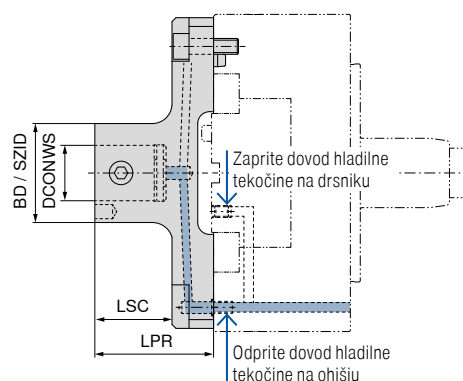 BD / SZID
DCONWS
Zaprite dovod hladilne
tekočine na drsniku
LSC
LPR
Odprite dovod hladilne
tekočine na ohišju